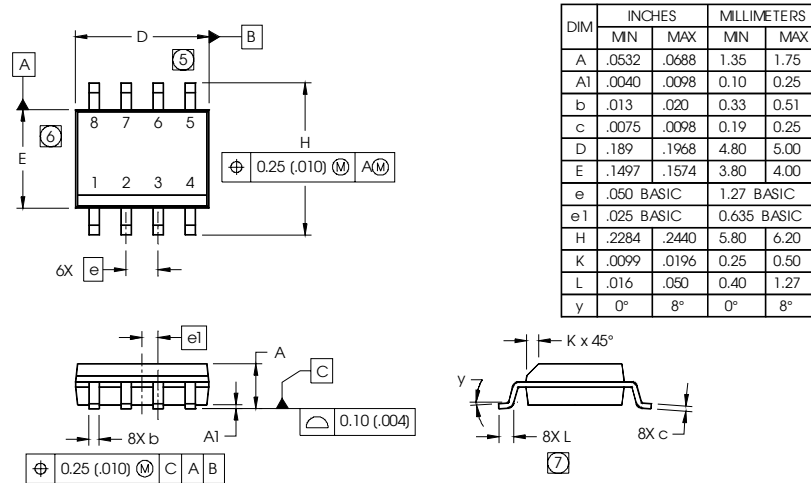 D
B
5
A
8 7 6 5
6
E
H
⌖ 0.25 (.010) Ⓜ AⓂ
1 2 3 4
6X e
DIM INCHES MILLIMETERS
MIN MAX MIN MAX
A .0532 .0688 1.35 1.75
A1 .0040 .0098 0.10 0.25
b .013 .020 0.33 0.51
c .0075 .0098 0.19 0.25
D .189 .1968 4.80 5.00
E .1497 .1574 3.80 4.00
e .050 BASIC 1.27 BASIC
e1 .025 BASIC 0.635 BASIC
H .2284 .2440 5.80 6.20
K .0099 .0196 0.25 0.50
L .016 .050 0.40 1.27
y 0° 8° 0° 8°
e1
A
C
8X b
A1
⌓ 0.10 (.004)
⌖ 0.25 (.010) Ⓜ C A B
K x 45°
y
8X L
8X c
7